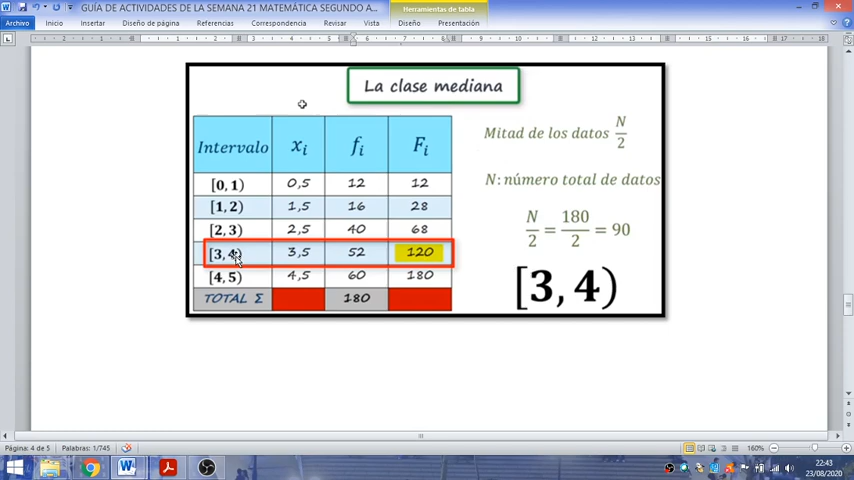 GUÍA DE ACTIVIDADES DE LA SEMANA 21 MATEMÁTICA SEGUNDO A...
Herramientas de tabla
Archivo Inicio Insertar Diseño de página Referencias Correspondencia Revisar Vista Diseño Presentación
La clase mediana
Intervalo xi fi Fi
[0, 1) 0,5 12 12
[1, 2) 1,5 16 28
[2, 3) 2,5 40 68
[3, 4) 3,5 52 120
[4, 5) 4,5 60 180
TOTAL Σ 180
Mitad de los datos N/2
N: número total de datos
N/2 = 180/2 = 90
[3, 4)
Página: 4 de 5 Palabras: 1/745 160%
22:43
23/08/2020